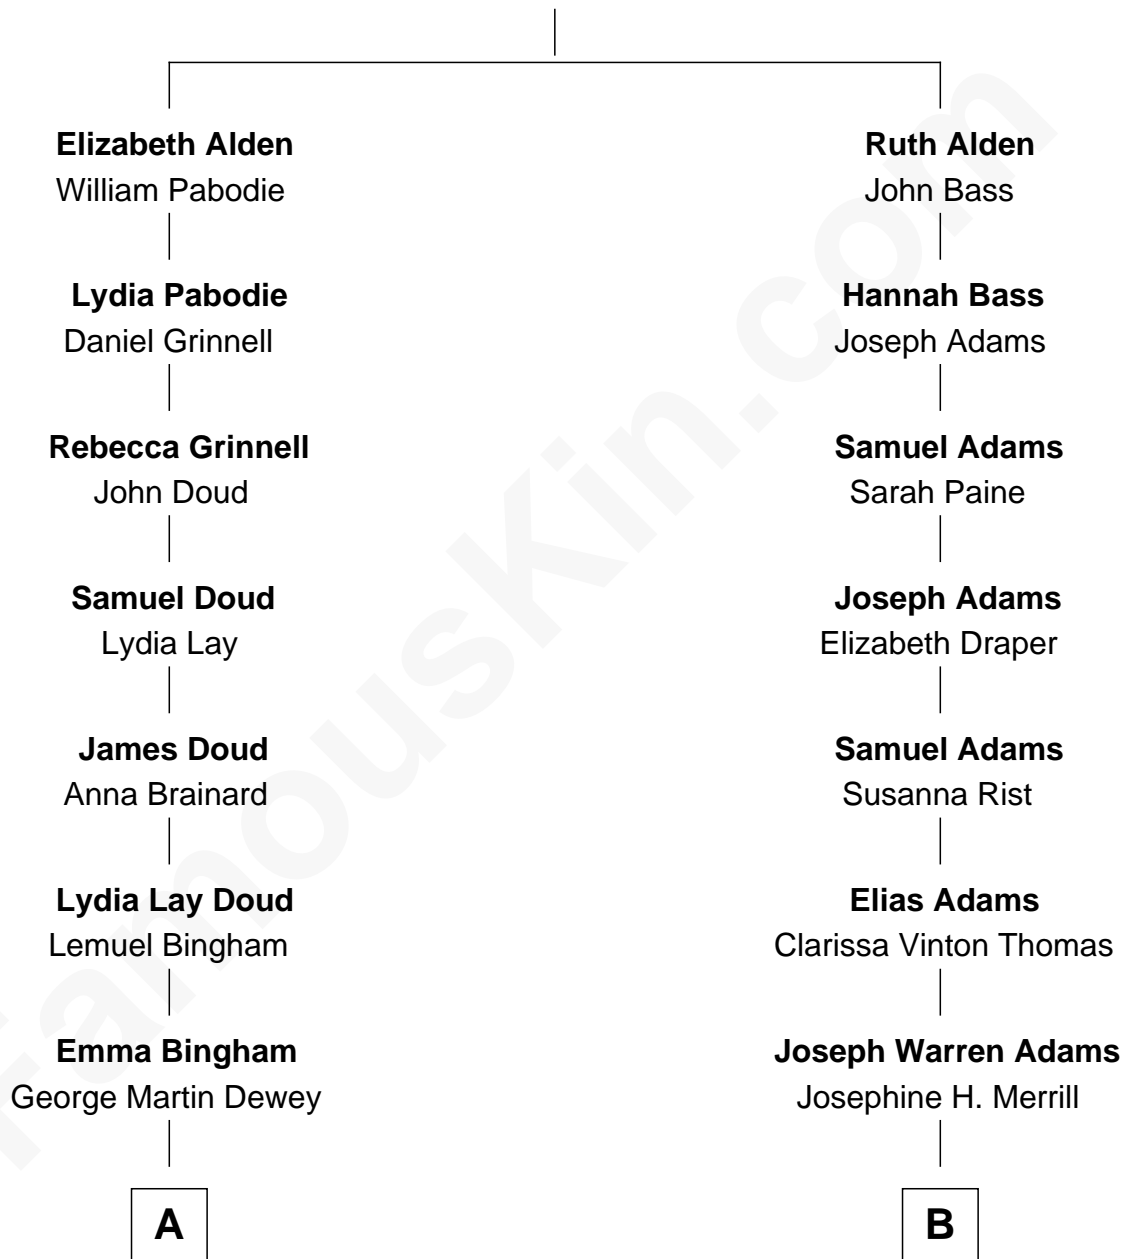 Elizabeth Alden
William Pabodie
Lydia Pabodie
Daniel Grinnell
Rebecca Grinnell
John Doud
Samuel Doud
Lydia Lay
James Doud
Anna Brainard
Lydia Lay Doud
Lemuel Bingham
Emma Bingham
George Martin Dewey
A
Ruth Alden
John Bass
Hannah Bass
Joseph Adams
Samuel Adams
Sarah Paine
Joseph Adams
Elizabeth Draper
Samuel Adams
Susanna Rist
Elias Adams
Clarissa Vinton Thomas
Joseph Warren Adams
Josephine H. Merrill
B
FamousKin.com